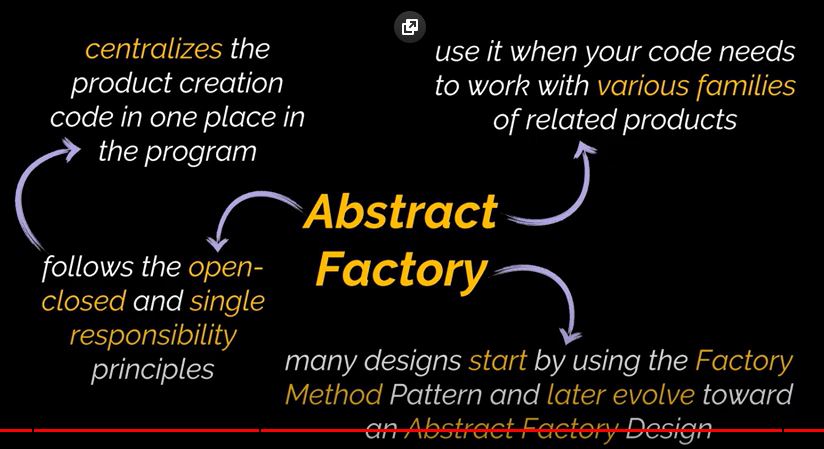 centralizes the
product creation
code in one place in
the program
use it when your code needs
to work with various families
of related products
Abstract
Factory
follows the open-
closed and single
responsibility
principles
many designs start by using the Factory
Method Pattern and later evolve toward
an Abstract Factory Design